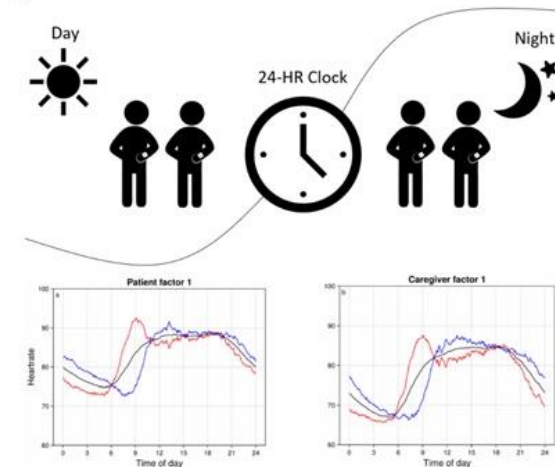 Day
Night
24-HR Clock
Patient factor 1
a
100
90
80
70
60
Heartrate
0 3 6 9 12 15 18 21 24
Time of day
Caregiver factor 1
b
100
90
80
70
60
0 3 6 9 12 15 18 21 24
Time of day